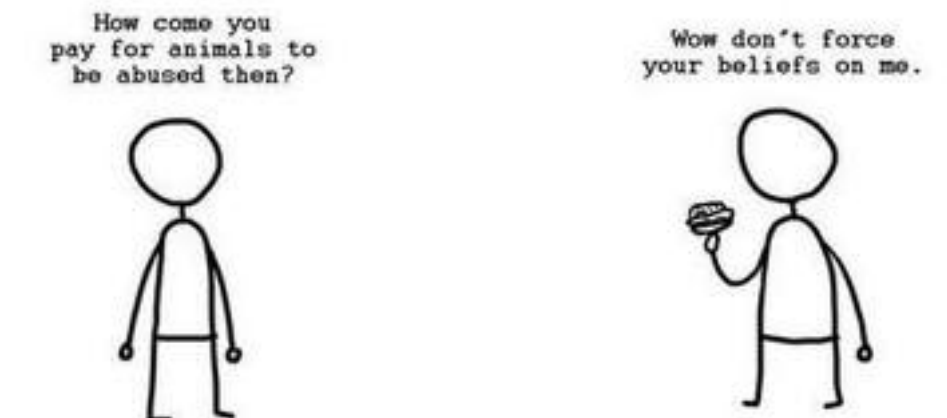 How come you
pay for animals to
be abused then?
Wow don't force
your beliefs on me.